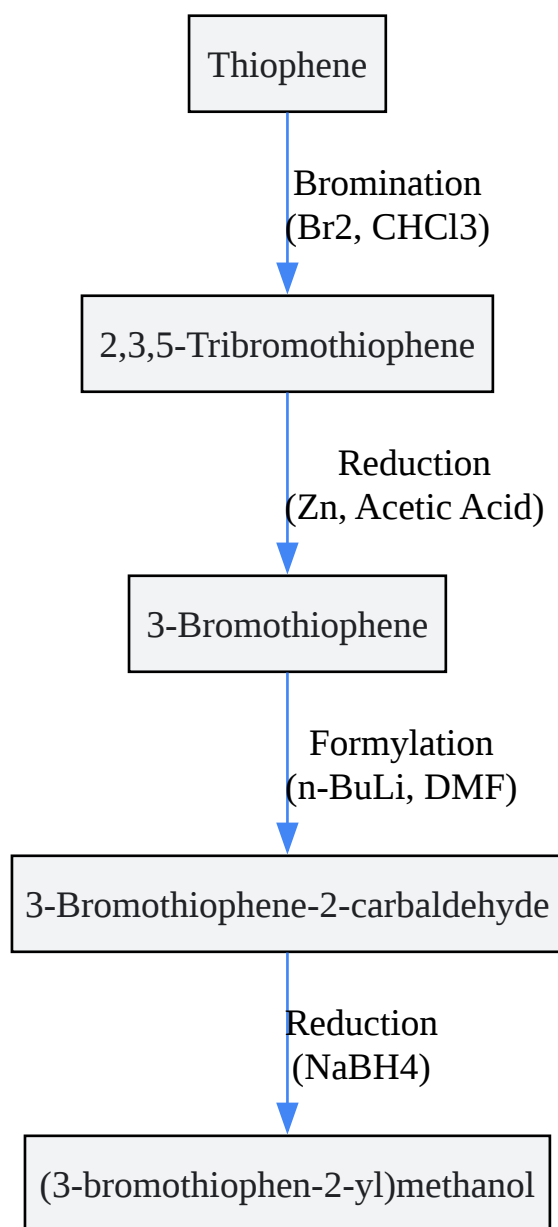 Thiophene
Bromination
(Br2, CHCl3)
2,3,5-Tribromothiophene
Reduction
(Zn, Acetic Acid)
3-Bromothiophene
Formylation
(n-BuLi, DMF)
3-Bromothiophene-2-carbaldehyde
Reduction
(NaBH4)
(3-bromothiophen-2-yl)methanol